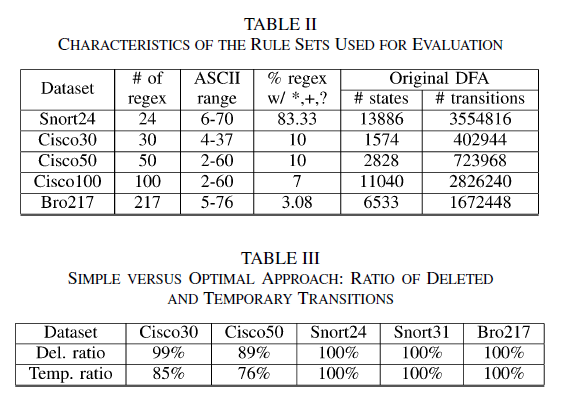 TABLE II
CHARACTERISTICS OF THE RULE SETS USED FOR EVALUATION
Dataset # of regex ASCII range % regex w/ *,+,? Original DFA
# states # transitions
Snort24 24 6-70 83.33 13886 3554816
Cisco30 30 4-37 10 1574 402944
Cisco50 50 2-60 10 2828 723968
Cisco100 100 2-60 7 11040 2826240
Bro217 217 5-76 3.08 6533 1672448
TABLE III
SIMPLE VERSUS OPTIMAL APPROACH: RATIO OF DELETED
AND TEMPORARY TRANSITIONS
Dataset Cisco30 Cisco50 Snort24 Snort31 Bro217
Del. ratio 99% 89% 100% 100% 100%
Temp. ratio 85% 76% 100% 100% 100%